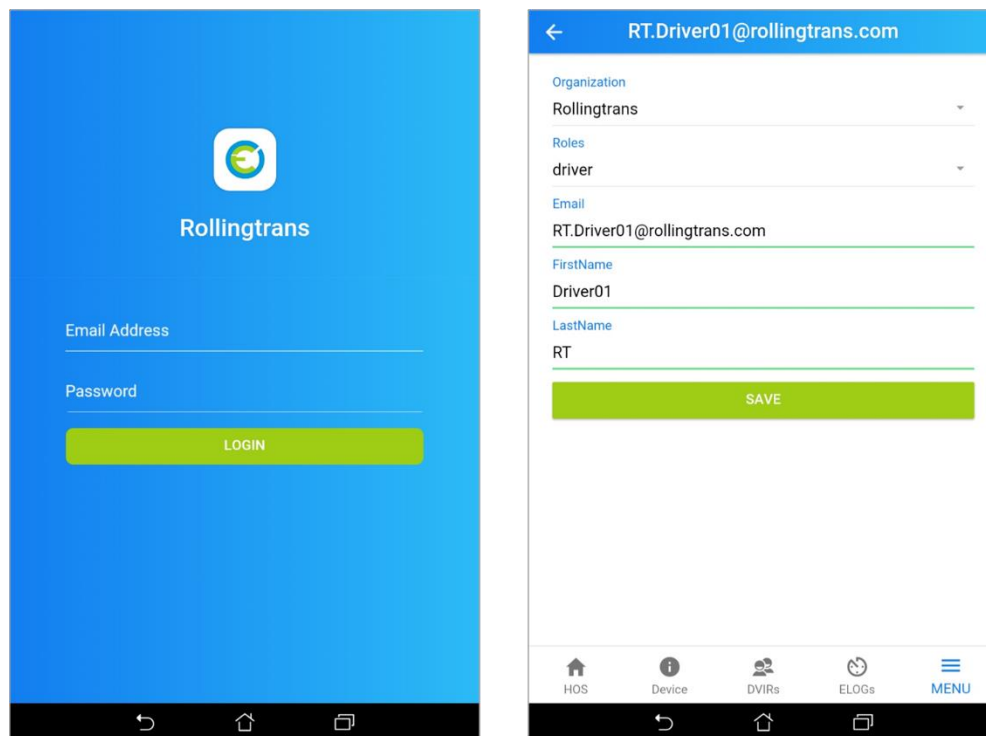 Rollingtrans
Email Address
Password
LOGIN
RT.Driver01@rollingtrans.com
Organization
Rollingtrans
Roles
driver
Email
RT.Driver01@rollingtrans.com
FirstName
Driver01
LastName
RT
SAVE
HOS Device DVIRs ELOGs MENU